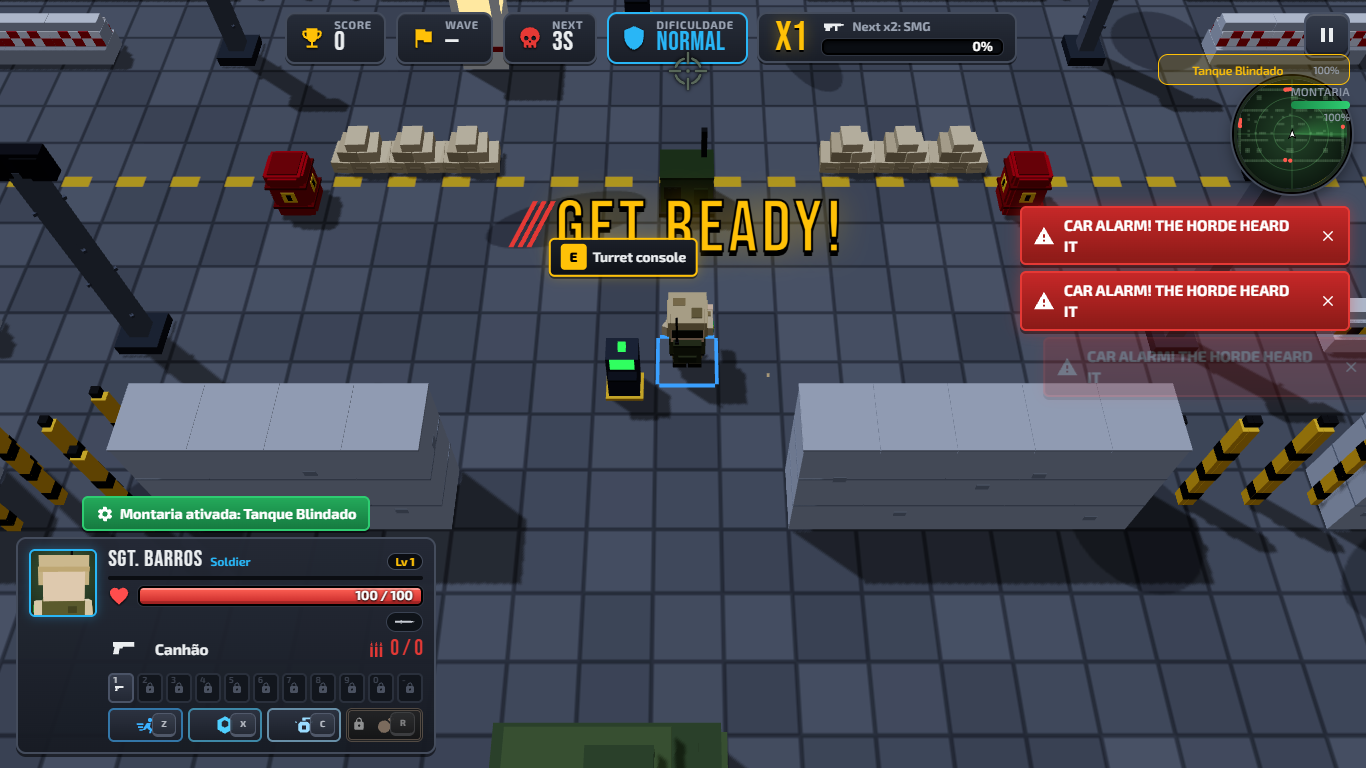 SCORE
0
WAVE
—
NEXT
3S
DIFICULDADE
NORMAL
X1
Next x2: SMG
0%
Tanque Blindado
100%
MONTARIA
100%
GET READY!
E
Turret console
CAR ALARM! THE HORDE HEARD
IT
CAR ALARM! THE HORDE HEARD
IT
CAR ALARM! THE HORDE HEARD
IT
Montaria ativada: Tanque Blindado
SGT. BARROS Soldier
Lv 1
100 / 100
Canhão
0 / 0
1 2 3 4 5 6 7 8 9 0
Z X C R